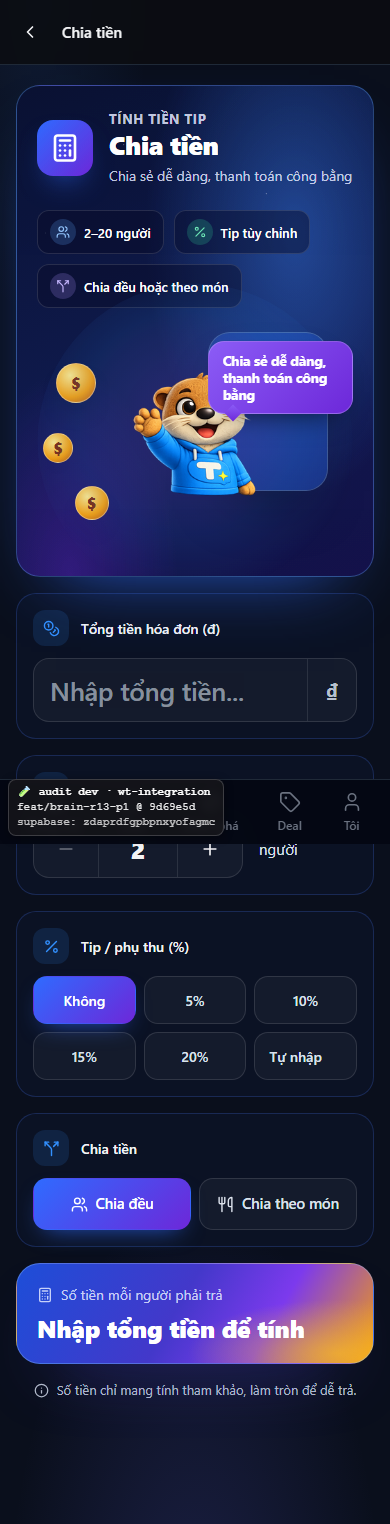 Chia tiền
TÍNH TIỀN TIP
Chia tiền
Chia sẻ dễ dàng, thanh toán công bằng
2–20 người
Tip tùy chỉnh
Chia đều hoặc theo món
Chia sẻ dễ dàng,
thanh toán công
bằng
$
$
$
T
Tổng tiền hóa đơn (đ)
Nhập tổng tiền...
đ
audit dev · wt-integration
feat/brain-r13-p1 @ 9d69e5d
supabase: zdaprdfgpbpnxyofagmc
Deal
Tôi
2
người
Tip / phụ thu (%)
Không
5%
10%
15%
20%
Tự nhập
Chia tiền
Chia đều
Chia theo món
Số tiền mỗi người phải trả
Nhập tổng tiền để tính
Số tiền chỉ mang tính tham khảo, làm tròn để dễ trả.